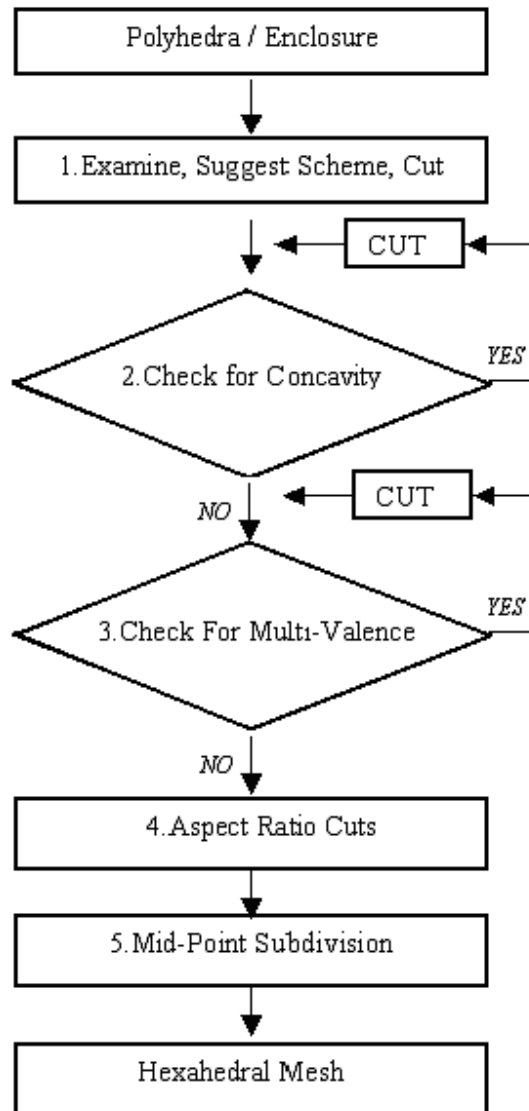 Polyhedra / Enclosure
1.Examine, Suggest Scheme, Cut
CUT
YES
2.Check for Concavity
NO
CUT
YES
3.Check For Multi-Valence
NO
4.Aspect Ratio Cuts
5.Mid-Point Subdivision
Hexahedral Mesh